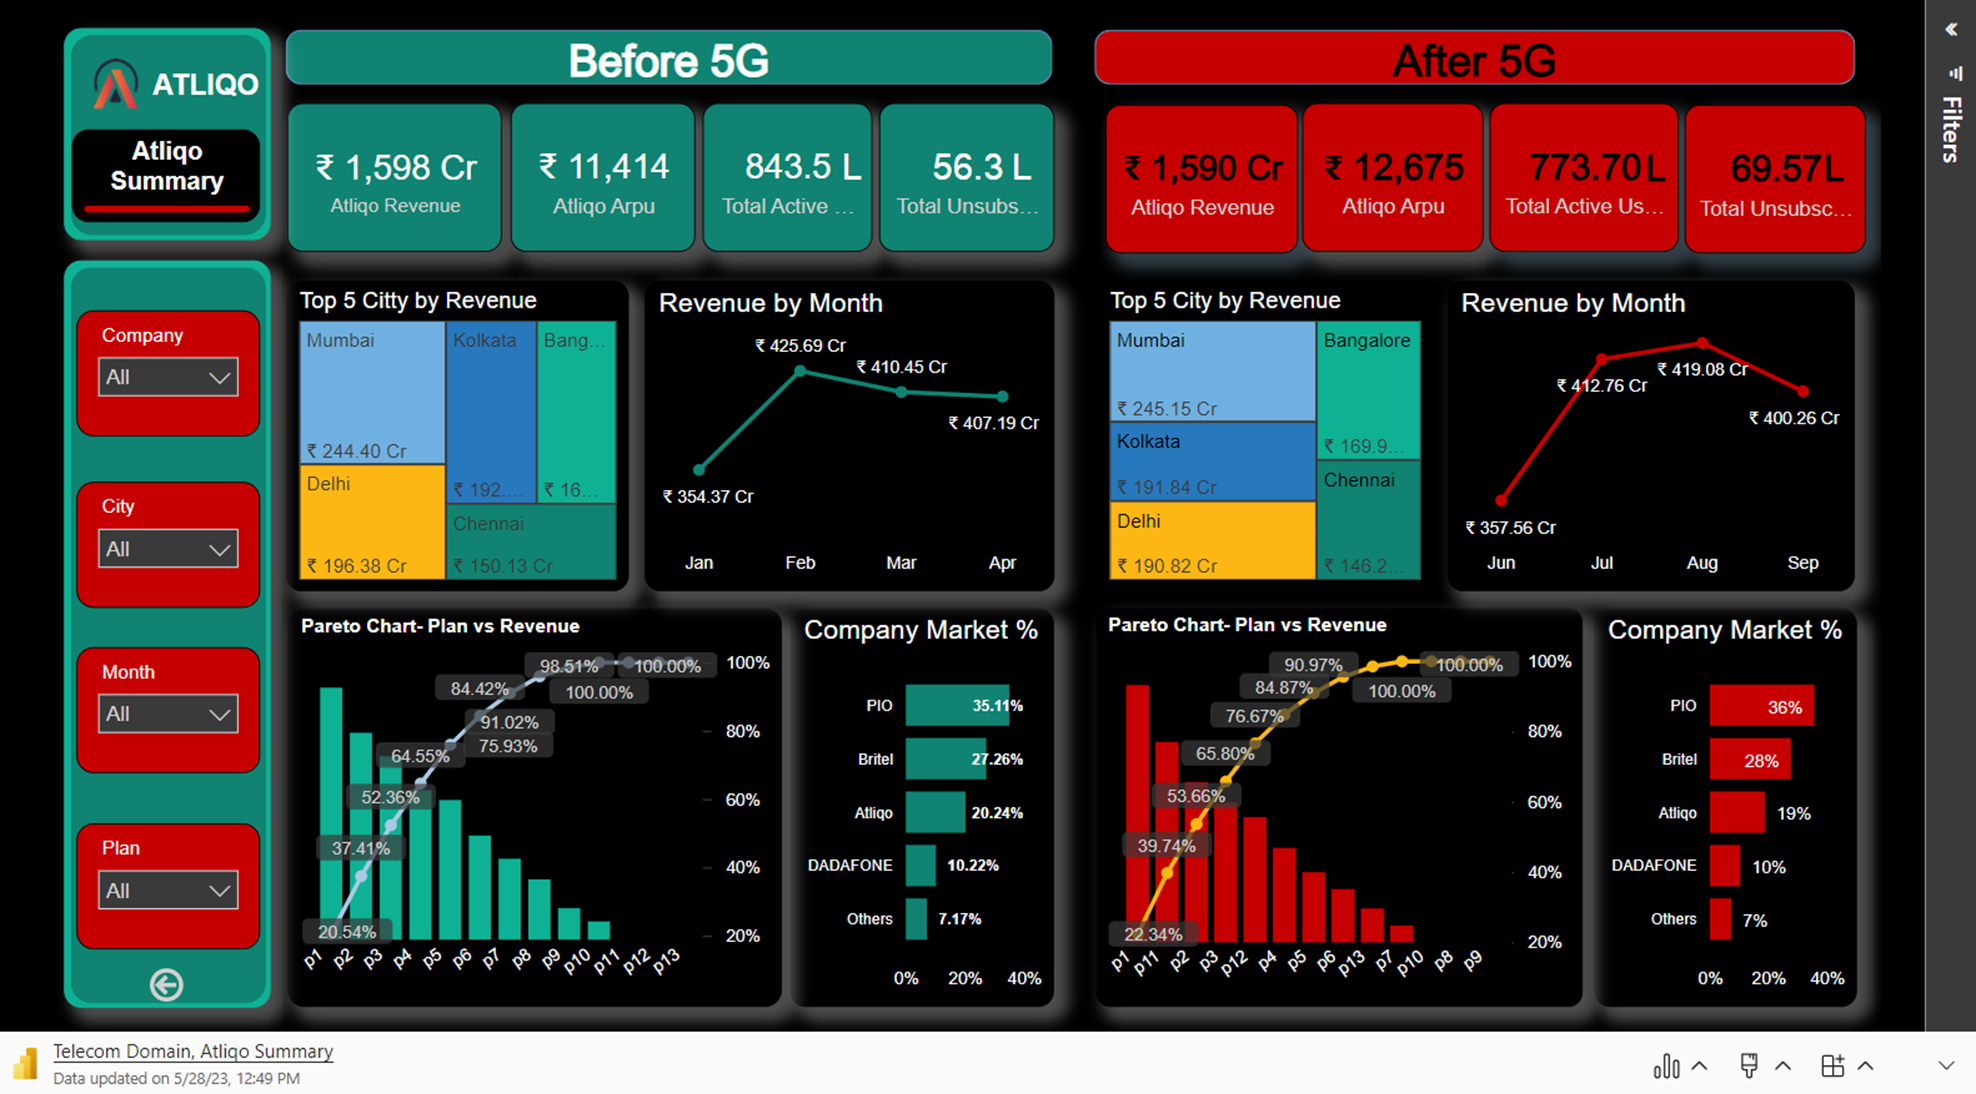 ATLIQO
Atliqo
Summary
Company
All
City
All
Month
All
Plan
All
Before 5G
₹ 1,598 Cr
Atliqo Revenue
₹ 11,414
Atliqo Arpu
843.5 L
Total Active ...
56.3 L
Total Unsubs...
Top 5 Citty by Revenue
Mumbai
₹ 244.40 Cr
Delhi
₹ 196.38 Cr
Kolkata
₹ 192....
Bang...
₹ 16...
Chennai
₹ 150.13 Cr
Revenue by Month
₹ 354.37 Cr
₹ 425.69 Cr
₹ 410.45 Cr
₹ 407.19 Cr
Jan
Feb
Mar
Apr
Pareto Chart- Plan vs Revenue
20.54%
37.41%
52.36%
64.55%
75.93%
84.42%
91.02%
98.51%
100.00%
100.00%
100%
80%
60%
40%
20%
p1
p2
p3
p4
p5
p6
p7
p8
p9
p10
p11
p12
p13
Company Market %
PIO
35.11%
Britel
27.26%
Atliqo
20.24%
DADAFONE
10.22%
Others
7.17%
0%
20%
40%
After 5G
₹ 1,590 Cr
Atliqo Revenue
₹ 12,675
Atliqo Arpu
773.70 L
Total Active Us...
69.57L
Total Unsubsc...
Top 5 City by Revenue
Mumbai
₹ 245.15 Cr
Kolkata
₹ 191.84 Cr
Delhi
₹ 190.82 Cr
Bangalore
₹ 169.9...
Chennai
₹ 146.2...
Revenue by Month
₹ 357.56 Cr
₹ 412.76 Cr
₹ 419.08 Cr
₹ 400.26 Cr
Jun
Jul
Aug
Sep
Pareto Chart- Plan vs Revenue
22.34%
39.74%
53.66%
65.80%
76.67%
84.87%
90.97%
100.00%
100.00%
100%
80%
60%
40%
20%
p1
p11
p2
p3
p12
p4
p5
p6
p13
p7
p10
p8
p9
Company Market %
PIO
36%
Britel
28%
Atliqo
19%
DADAFONE
10%
Others
7%
0%
20%
40%
Filters
Telecom Domain, Atliqo Summary
Data updated on 5/28/23, 12:49 PM